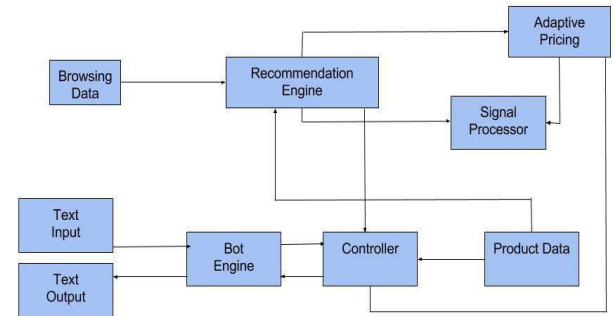 Adaptive
Pricing
Browsing
Data
Recommendation
Engine
Signal
Processor
Text
Input
Bot
Engine
Controller
Product Data
Text
Output